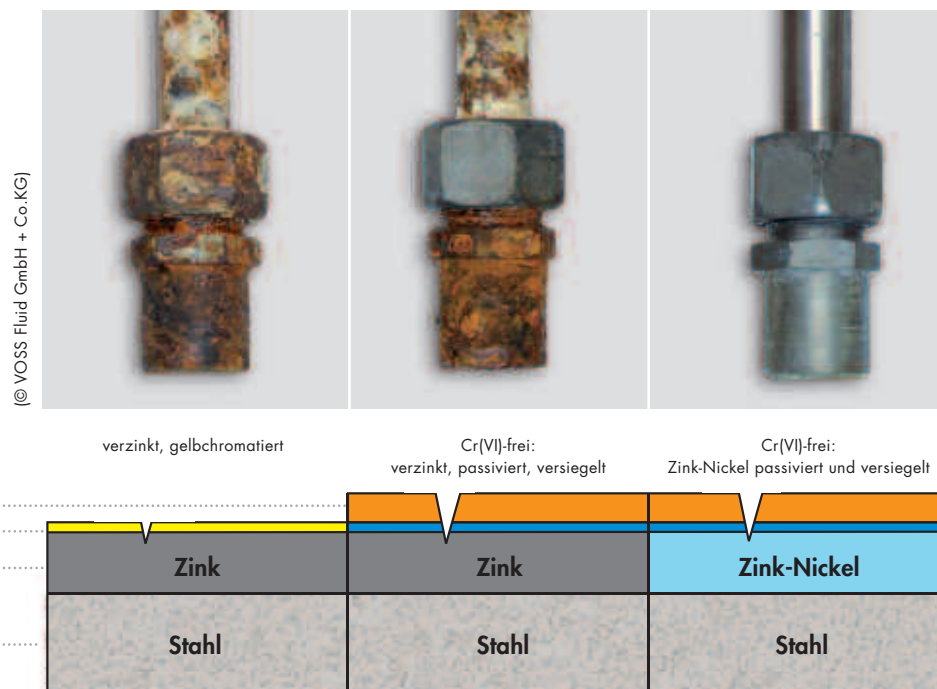 (© VOSS Fluid GmbH + Co.KG)
verzinkt, gelbchromatiert
Cr(VI)-frei:
verzinkt, passiviert, versiegelt
Cr(VI)-frei:
Zink-Nickel passiviert und versiegelt
Zink
Zink
Zink-Nickel
Stahl
Stahl
Stahl